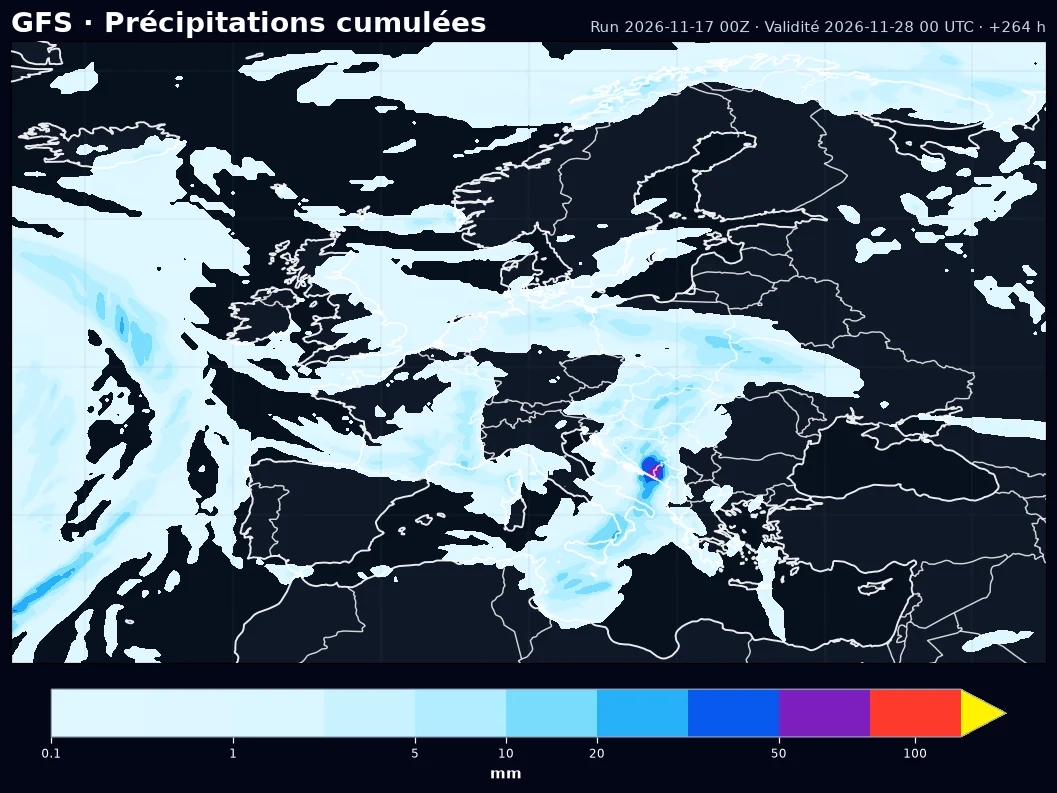 GFS · Précipitations cumulées
Run 2026-11-17 00Z · Validité 2026-11-28 00 UTC · +264 h
0.1 1 5 10 20 50 100
mm